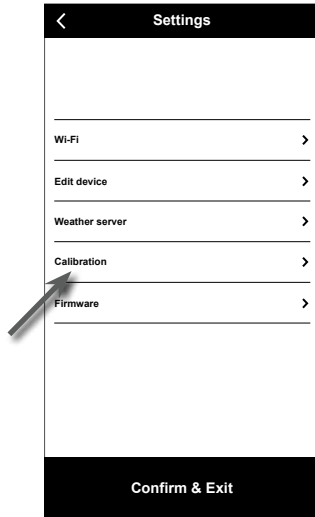 Settings
Wi-Fi
Edit device
Weather server
Calibration
Firmware
Confirm & Exit